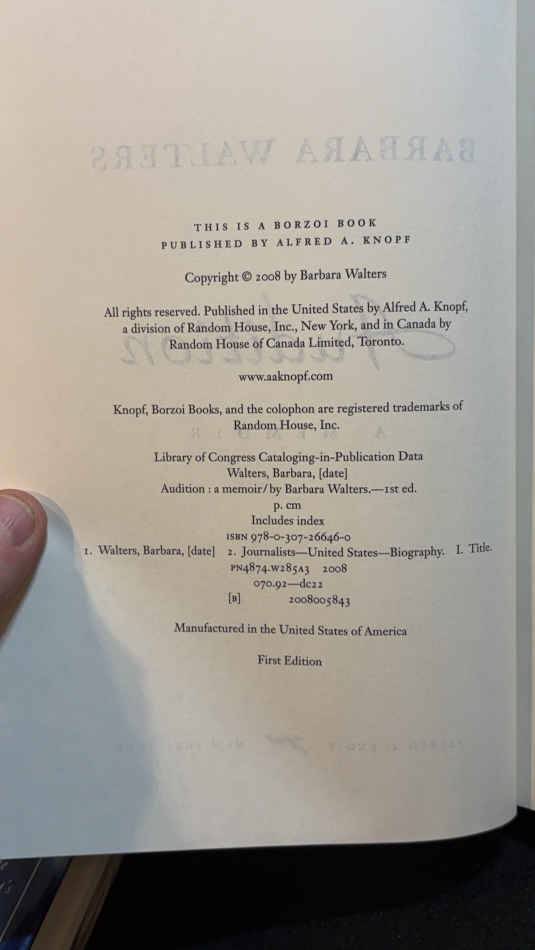 BARBARA WALTERS
THIS IS A BORZOI BOOK
PUBLISHED BY ALFRED A. KNOPF
Copyright © 2008 by Barbara Walters
All rights reserved. Published in the United States by Alfred A. Knopf,
a division of Random House, Inc., New York, and in Canada by
Random House of Canada Limited, Toronto.
Audition
www.aaknopf.com
Knopf, Borzoi Books, and the colophon are registered trademarks of
Random House, Inc.
A MEMOIR
Library of Congress Cataloging-in-Publication Data
Walters, Barbara, [date]
Audition : a memoir/by Barbara Walters.—1st ed.
p. cm
Includes index
ISBN 978-0-307-26646-0
1. Walters, Barbara, [date] 2. Journalists—United States—Biography. I. Title.
PN4874.W285A3 2008
070.92—dc22
[B] 2008005843
Manufactured in the United States of America
First Edition